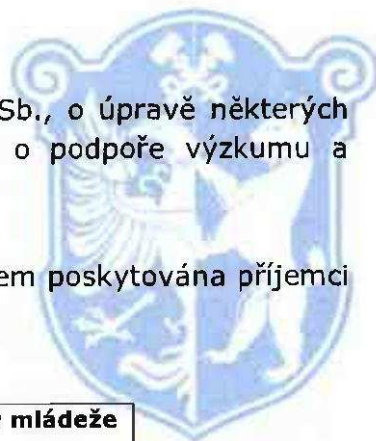 Sb., o úpravě některých
o podpoře výzkumu a
em poskytována příjemci
mládeže